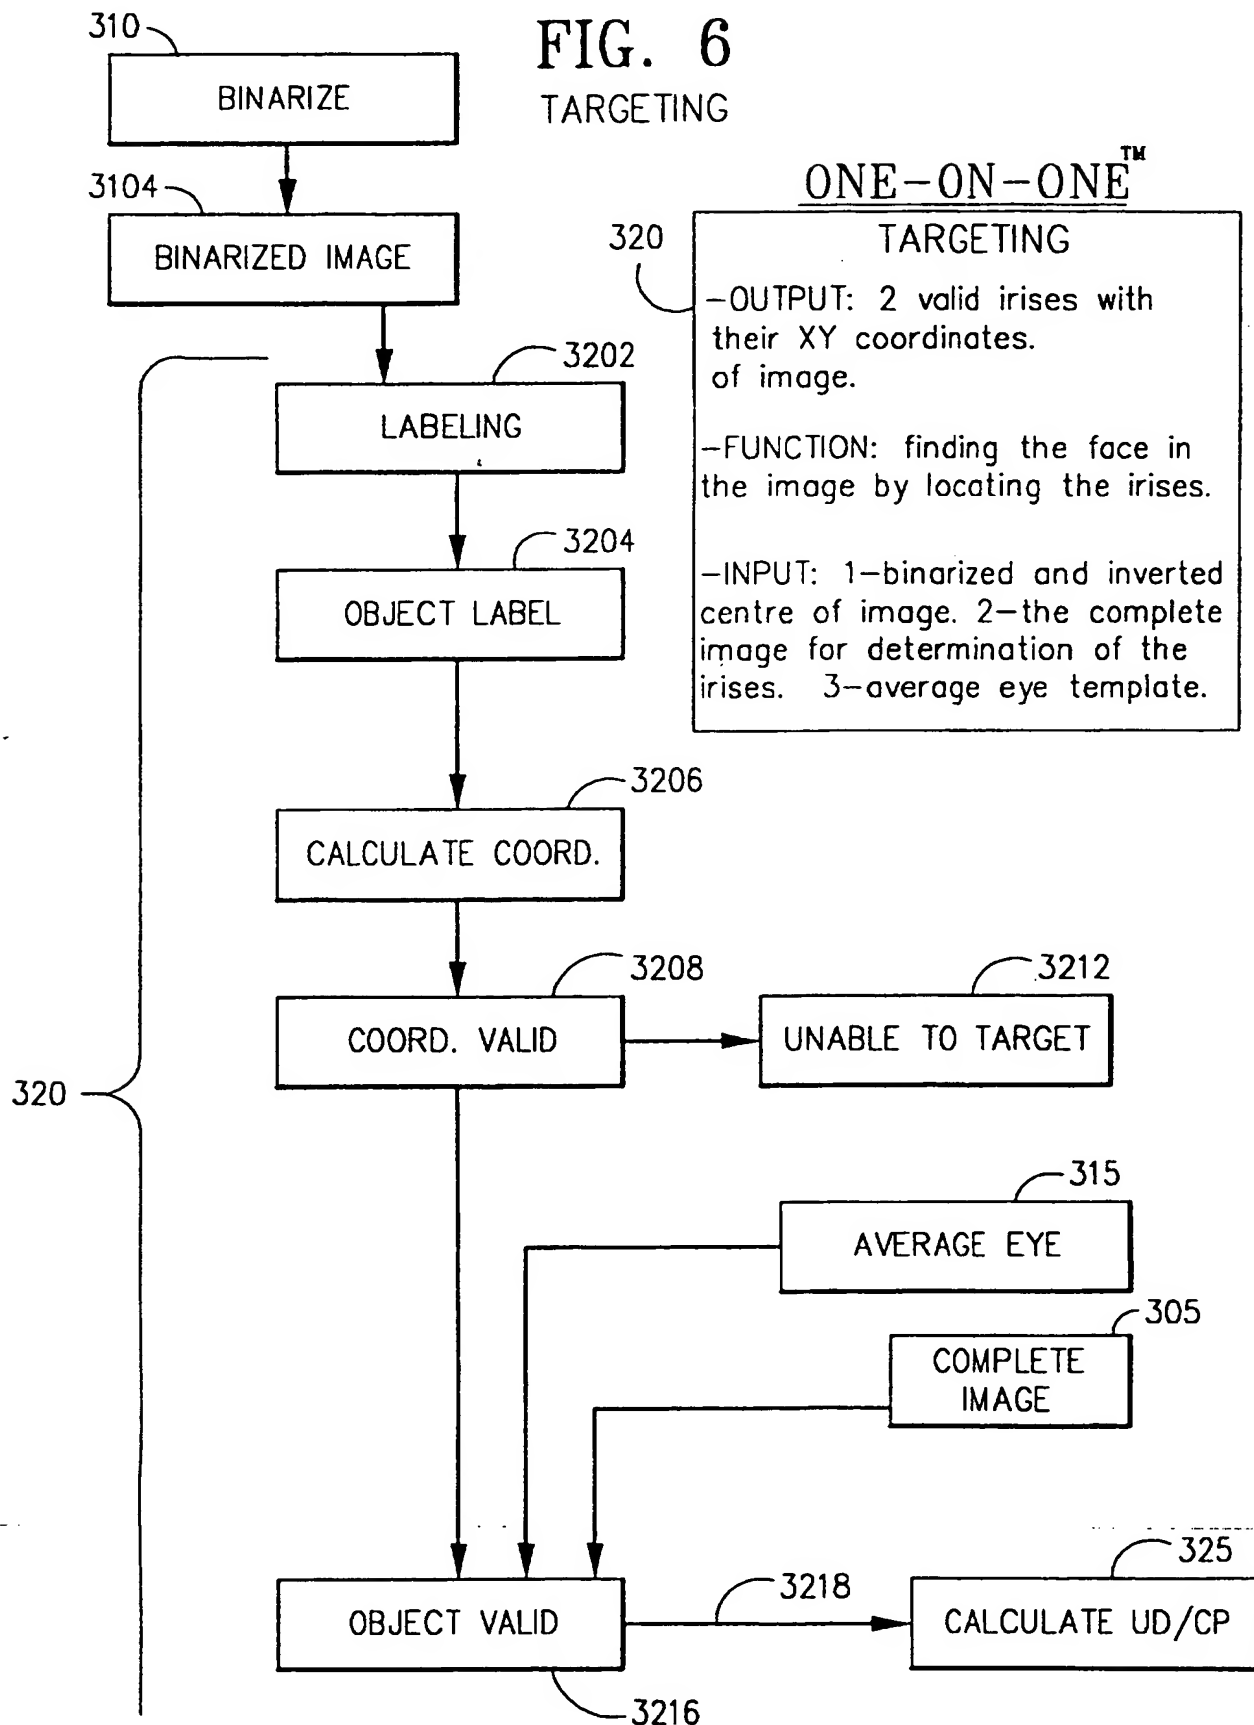 FIG. 6
TARGETING
310
BINARIZE
3104
BINARIZED IMAGE
ONE-ON-ONE™
320
TARGETING
-OUTPUT: 2 valid irises with
their XY coordinates.
of image.
-FUNCTION: finding the face in
the image by locating the irises.
-INPUT: 1-binarized and inverted
centre of image. 2-the complete
image for determination of the
irises. 3-average eye template.
3202
LABELING
3204
OBJECT LABEL
3206
CALCULATE COORD.
3208
COORD. VALID
3212
UNABLE TO TARGET
320
315
AVERAGE EYE
305
COMPLETE
IMAGE
OBJECT VALID
3216
3218
325
CALCULATE UD/CP